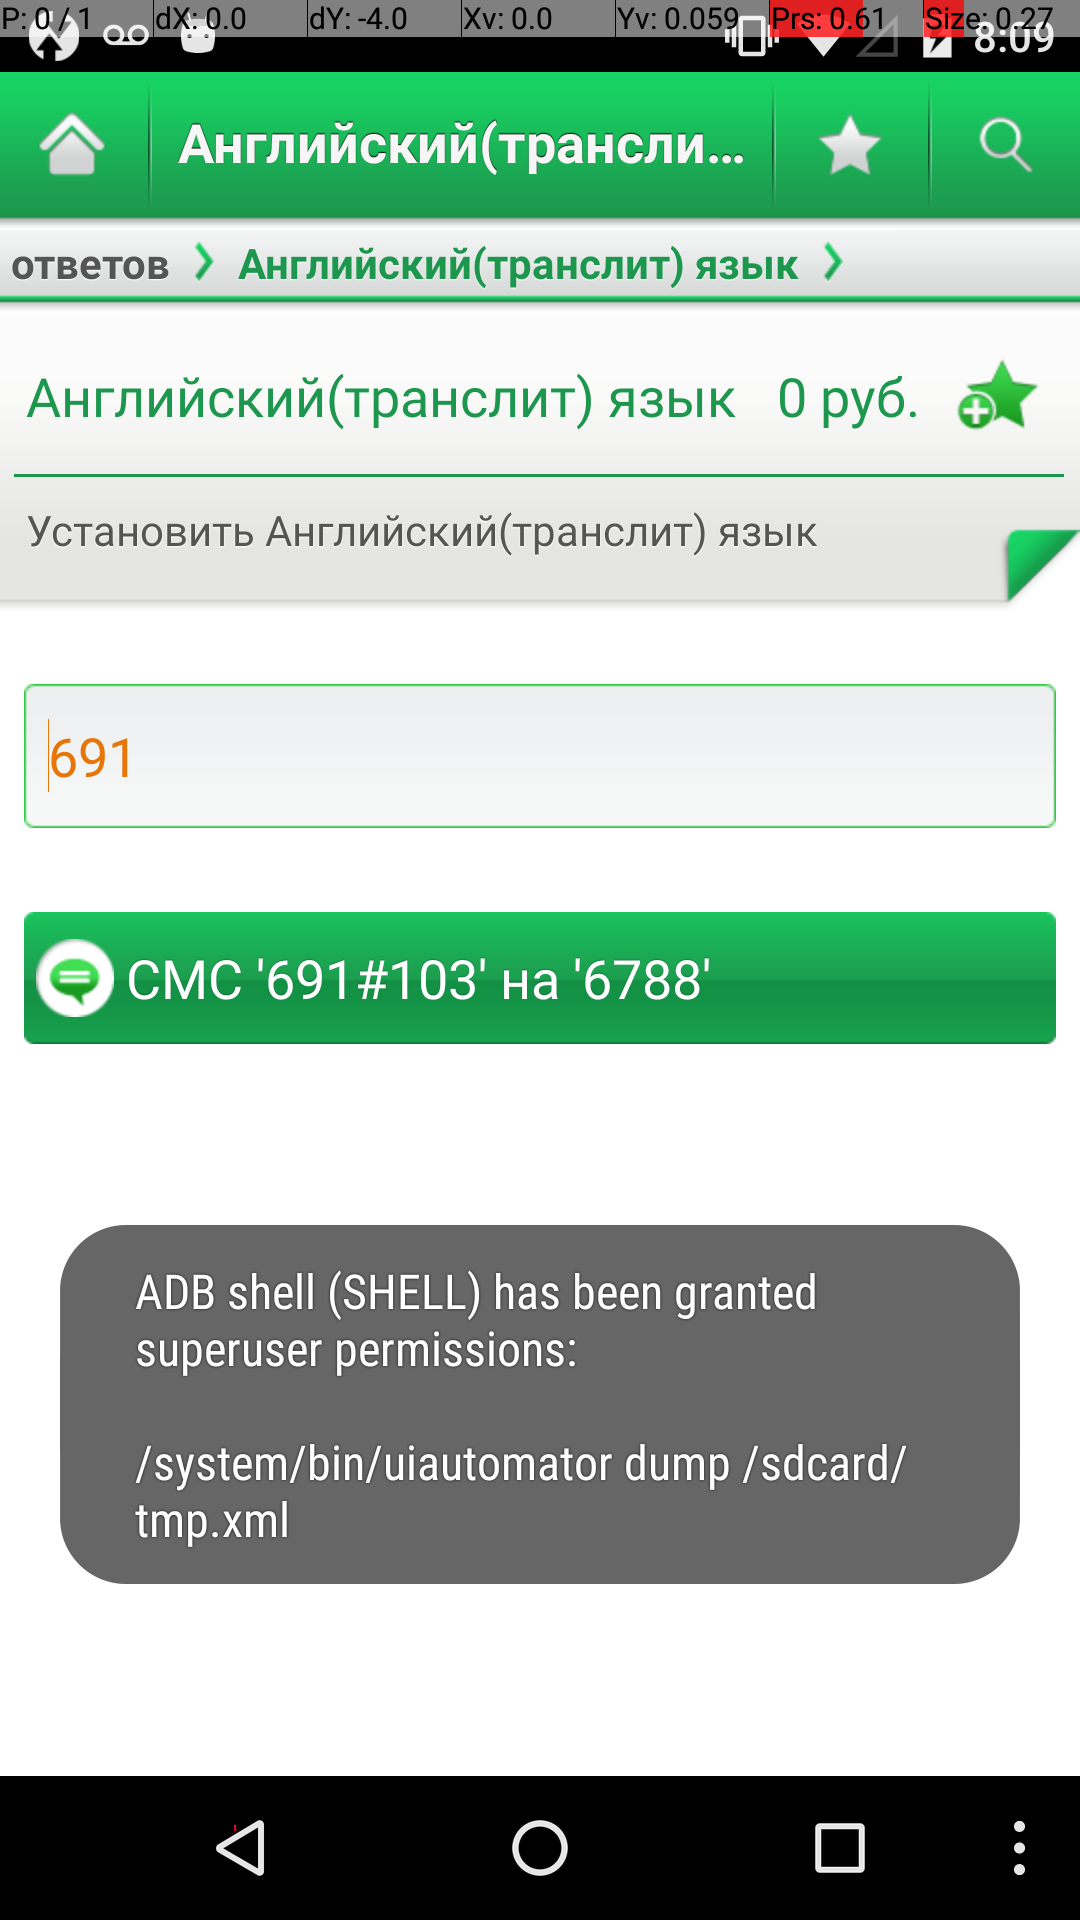 P: 0 / 1 dX: 0.0 dY: -4.0 Xv: 0.0 Yv: 0.059 Prs: 0.61 Size: 0.27
8:09
Английский(трансли...
ответов Английский(транслит) язык
Английский(транслит) язык 0 руб.
Установить Английский(транслит) язык
691
СМС '691#103' на '6788'
ADB shell (SHELL) has been granted
superuser permissions:
/system/bin/uiautomator dump /sdcard/
tmp.xml